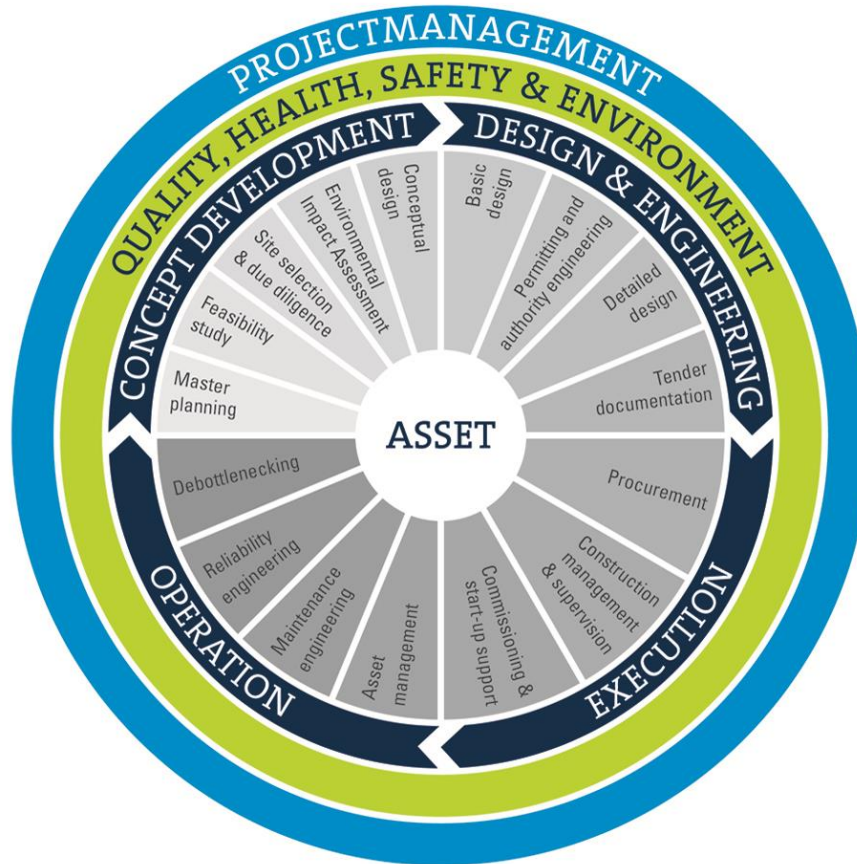 PROJECTMANAGEMENT
QUALITY, HEALTH, SAFETY & ENVIRONMENT
CONCEPT DEVELOPMENT
Master
planning
Feasibility
study
Site selection
& due diligence
Environmental
Impact Assessment
Conceptual
design
DESIGN & ENGINEERING
Basic
design
Permitting and
authority engineering
Detailed
design
Tender
documentation
EXECUTION
Procurement
Construction
management
& supervision
Commissioning &
start-up support
OPERATION
Asset
management
Maintenance
engineering
Reliability
engineering
Debottlenecking
ASSET